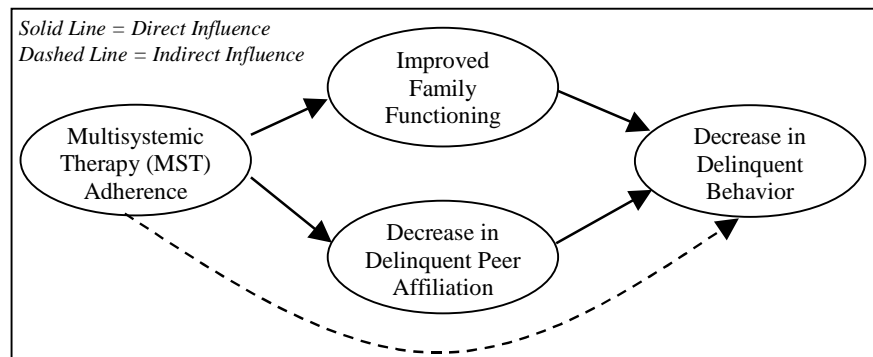 Solid Line = Direct Influence
Dashed Line = Indirect Influence
Improved
Family
Functioning
Multisystemic
Therapy (MST)
Adherence
Decrease in
Delinquent
Behavior
Decrease in
Delinquent Peer
Affiliation